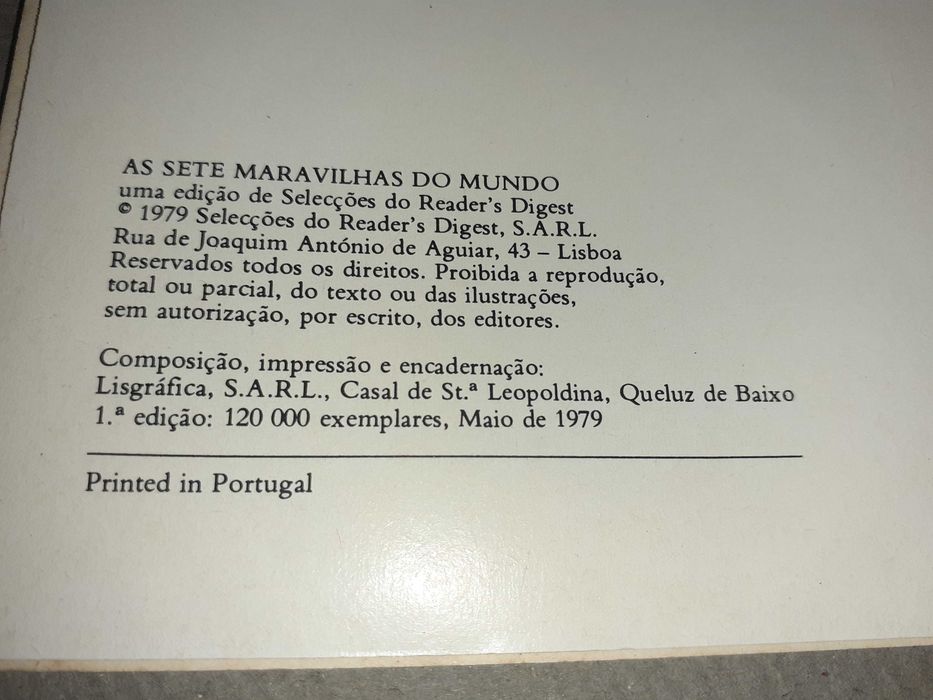 AS SETE MARAVILHAS DO MUNDO
uma edição de Selecções do Reader's Digest
© 1979 Selecções do Reader's Digest, S.A.R.L.
Rua de Joaquim António de Aguiar, 43 – Lisboa
Reservados todos os direitos. Proibida a reprodução,
total ou parcial, do texto ou das ilustrações,
sem autorização, por escrito, dos editores.
Composição, impressão e encadernação:
Lisgráfica, S.A.R.L., Casal de St.ª Leopoldina, Queluz de Baixo
1.ª edição: 120 000 exemplares, Maio de 1979
Printed in Portugal